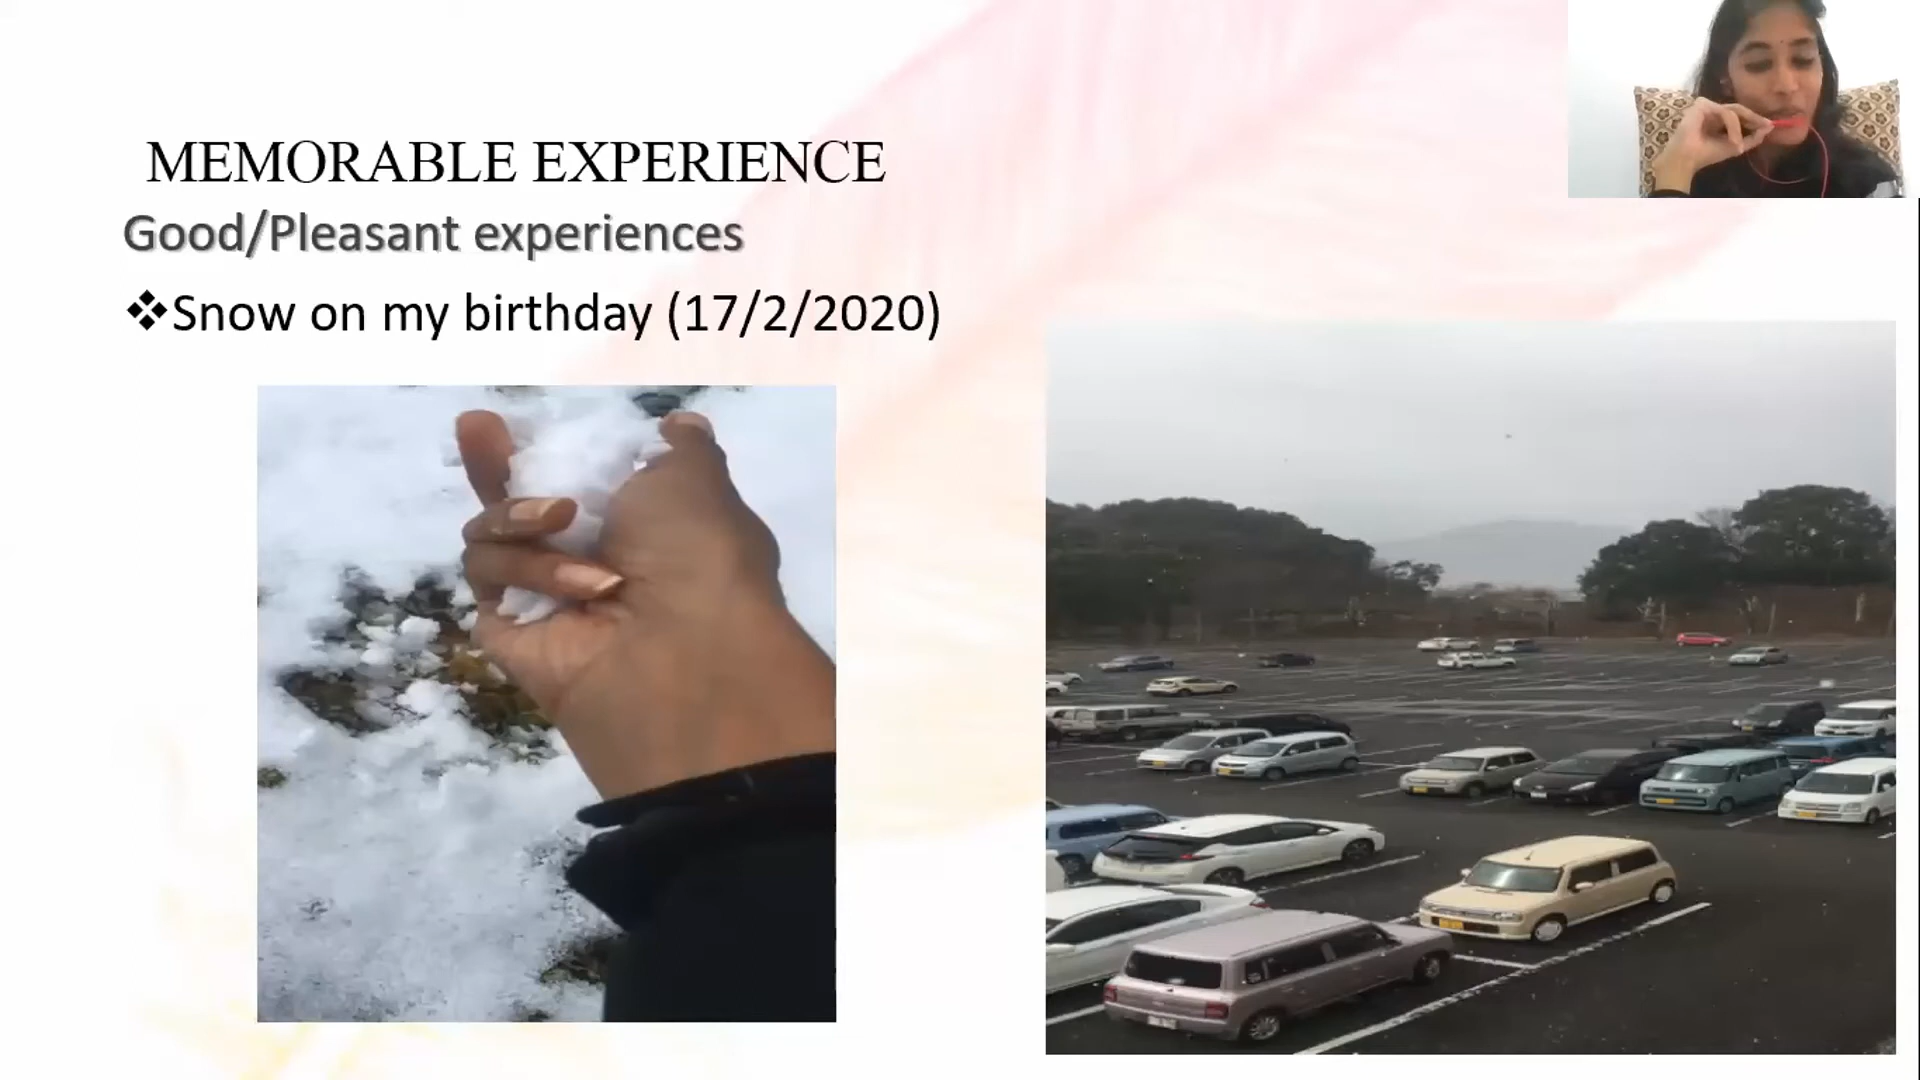 MEMORABLE EXPERIENCE
Good/Pleasant experiences
❖Snow on my birthday (17/2/2020)